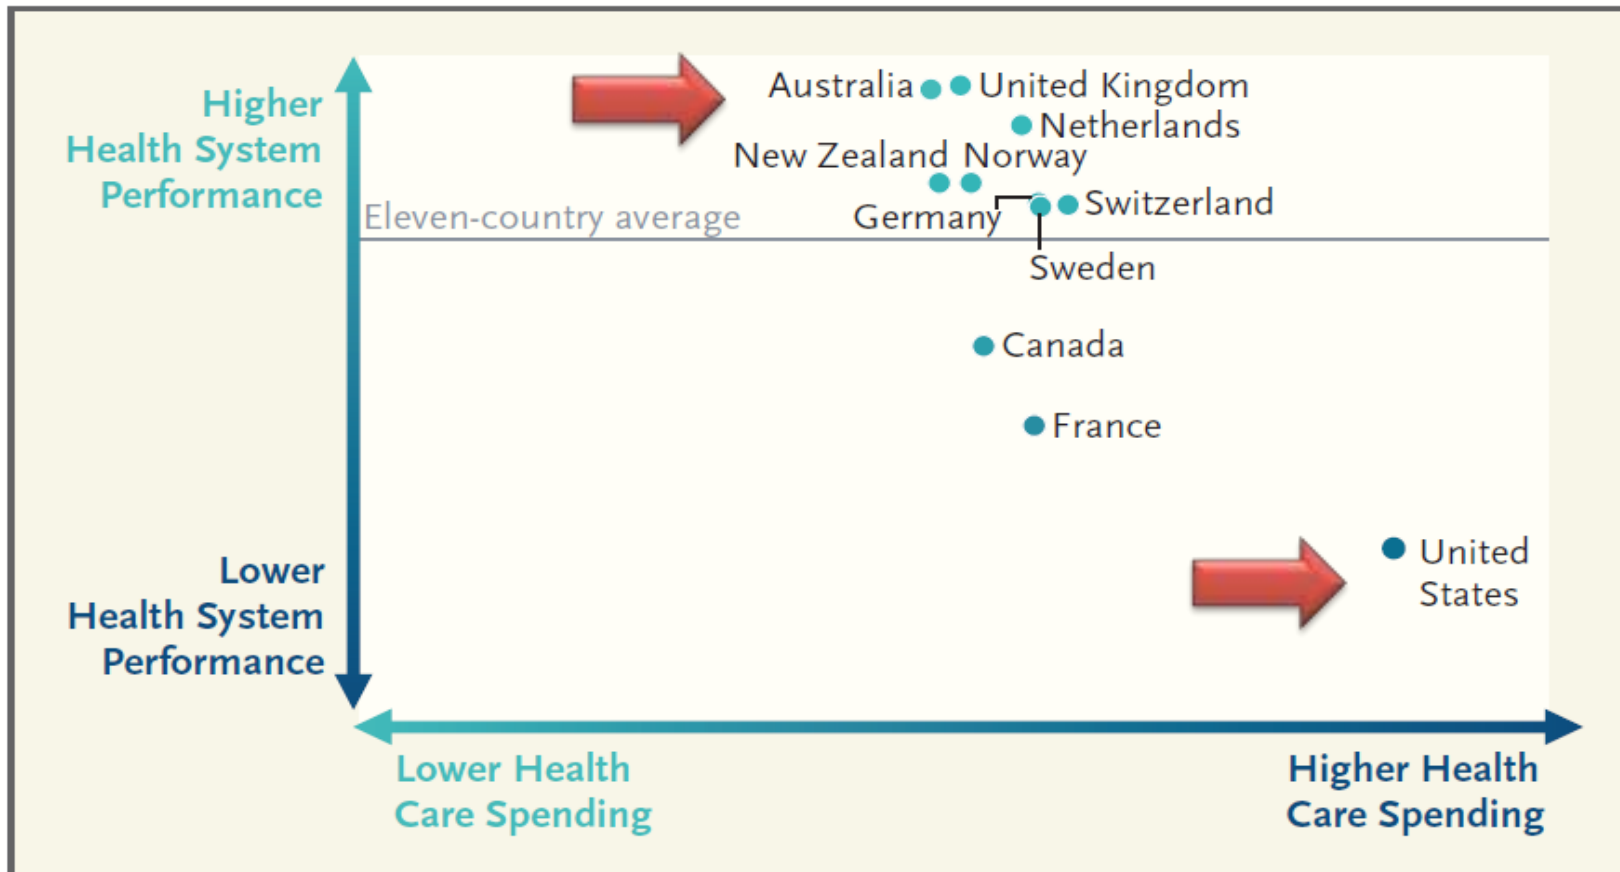 Higher
Health System
Performance
Australia
United Kingdom
Netherlands
New Zealand
Norway
Switzerland
Germany
Eleven-country average
Sweden
Canada
France
United
States
Lower
Health System
Performance
Lower Health
Care Spending
Higher Health
Care Spending